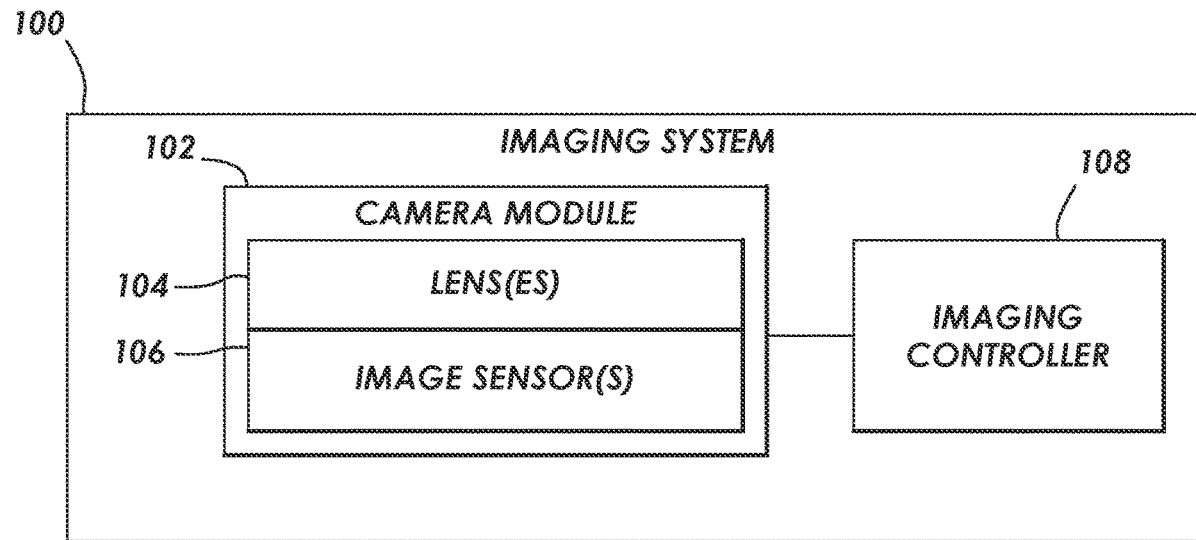 100
IMAGING SYSTEM
102
CAMERA MODULE
108
104
LENS(ES)
106
IMAGE SENSOR(S)
IMAGING
CONTROLLER